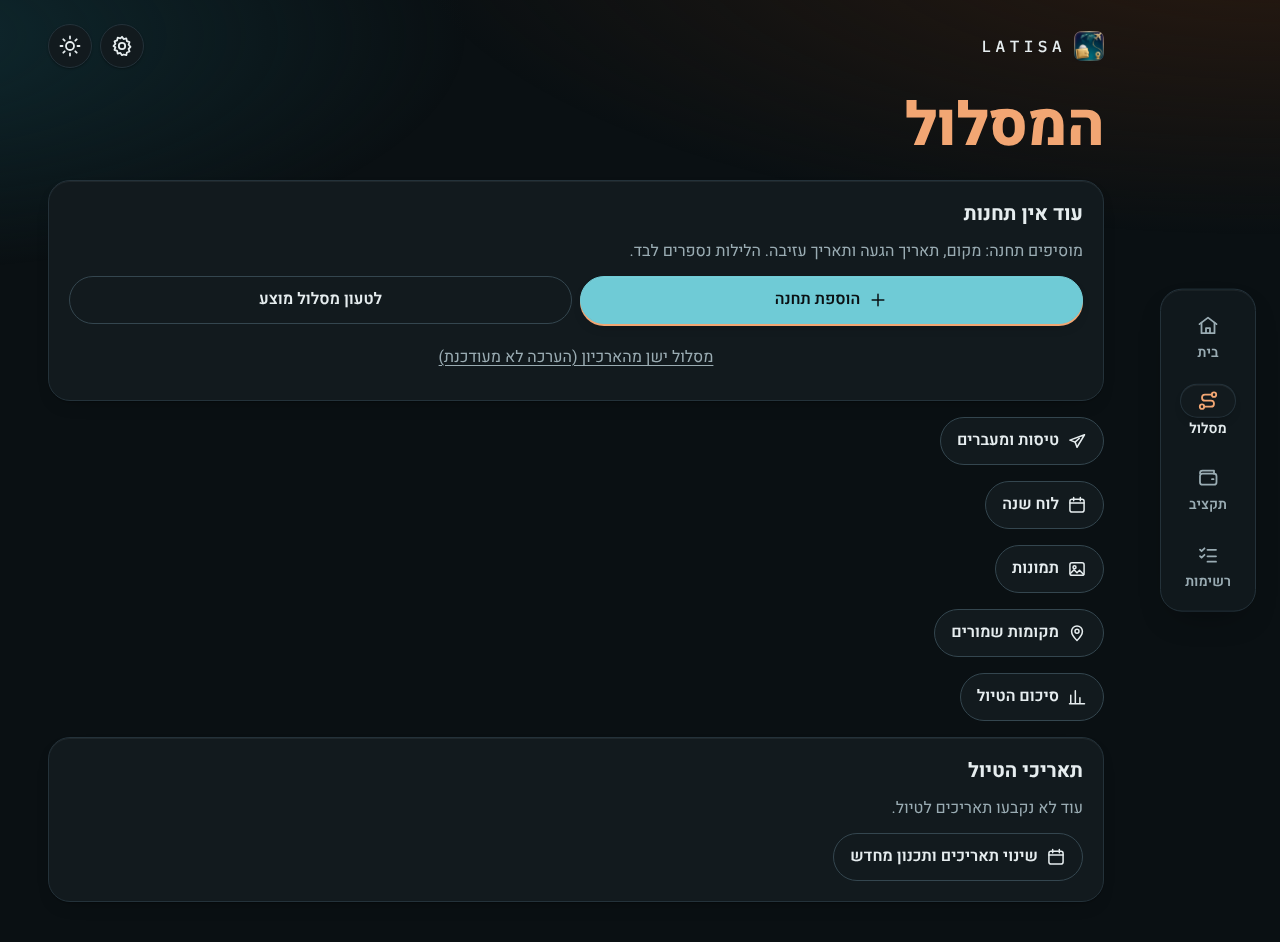 LATISA
המסלול
עוד אין תחנות
מוסיפים תחנה: מקום, תאריך הגעה ותאריך עזיבה. הלילות נספרים לבד.
הוספת תחנה
לטעון מסלול מוצע
מסלול ישן מהארכיון (הערכה לא מעודכנת)
טיסות ומעברים
לוח שנה
תמונות
מקומות שמורים
סיכום הטיול
תאריכי הטיול
עוד לא נקבעו תאריכים לטיול.
שינוי תאריכים ותכנון מחדש
בית
מסלול
תקציב
רשימות